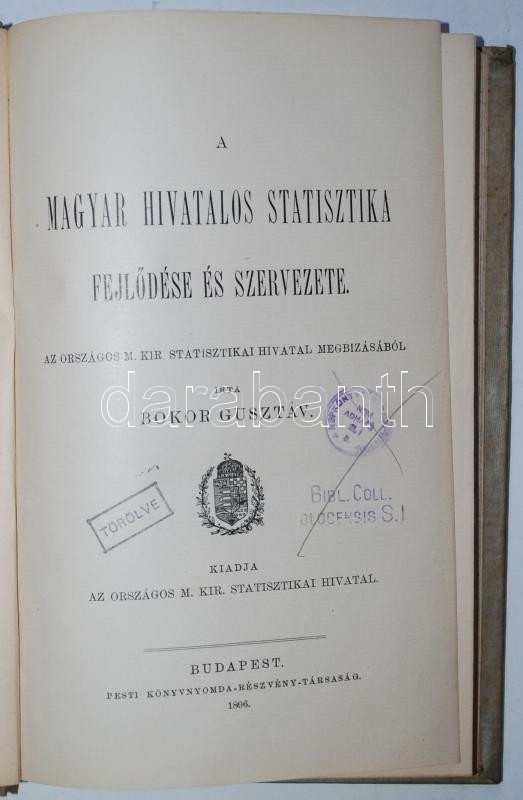 A
MAGYAR HIVATALOS STATISZTIKA
FEJLŐDÉSE ÉS SZERVEZETE.
AZ ORSZÁGOS M. KIR. STATISZTIKAI HIVATAL MEGBIZÁSÁBÓL
IRTA
BOKOR GUSZTÁV.
darabanth
TÖRÖLVE
BIBL. COLL.
OLOCENSIS S.I
KIADJA
AZ ORSZÁGOS M. KIR. STATISZTIKAI HIVATAL.
BUDAPEST.
PESTI KÖNYVNYOMDA-RÉSZVÉNY-TÁRSASÁG.
1896.